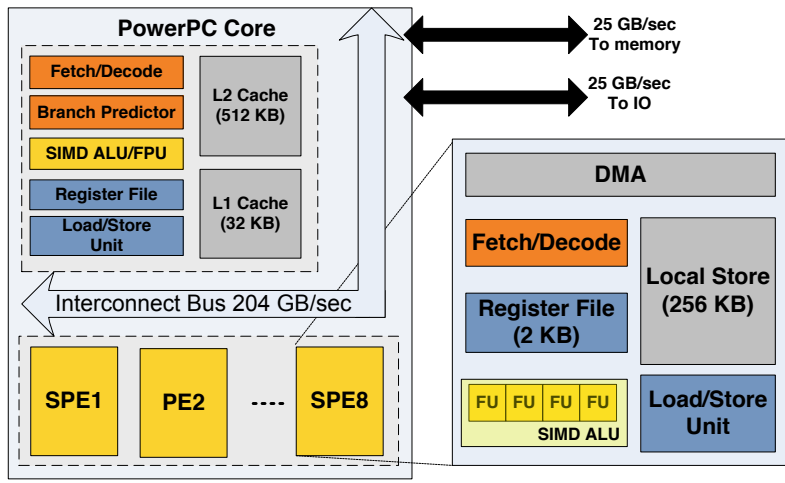 PowerPC Core
Fetch/Decode
Branch Predictor
SIMD ALU/FPU
Register File
Load/Store
Unit
L2 Cache
(512 KB)
L1 Cache
(32 KB)
Interconnect Bus 204 GB/sec
SPE1
PE2
----
SPE8
25 GB/sec
To memory
25 GB/sec
To IO
DMA
Fetch/Decode
Register File
(2 KB)
Local Store
(256 KB)
FU FU FU FU
SIMD ALU
Load/Store
Unit